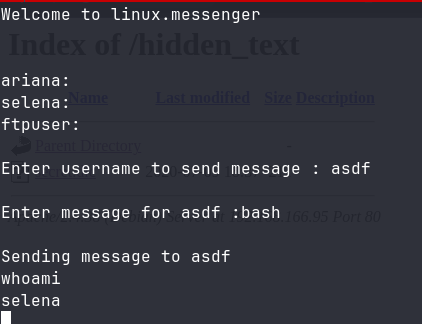 Welcome to linux.messenger
Index of /hidden_text
ariana:
selena:
Name Last modified Size Description
ftpuser:
Parent Directory -
Enter username to send message : asdf
Enter message for asdf :bash
166.95 Port 80
Sending message to asdf
whoami
selena